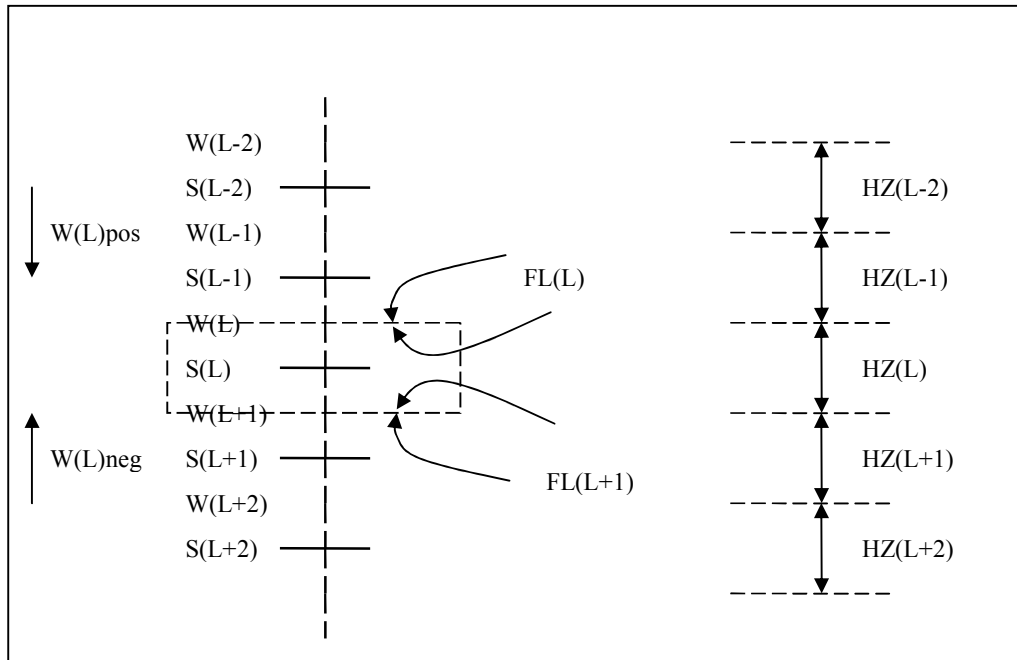 W(L-2)
S(L-2)
HZ(L-2)
W(L)pos
W(L-1)
S(L-1)
FL(L)
HZ(L-1)
W(L)
S(L)
HZ(L)
W(L+1)
W(L)neg
S(L+1)
HZ(L+1)
FL(L+1)
W(L+2)
S(L+2)
HZ(L+2)